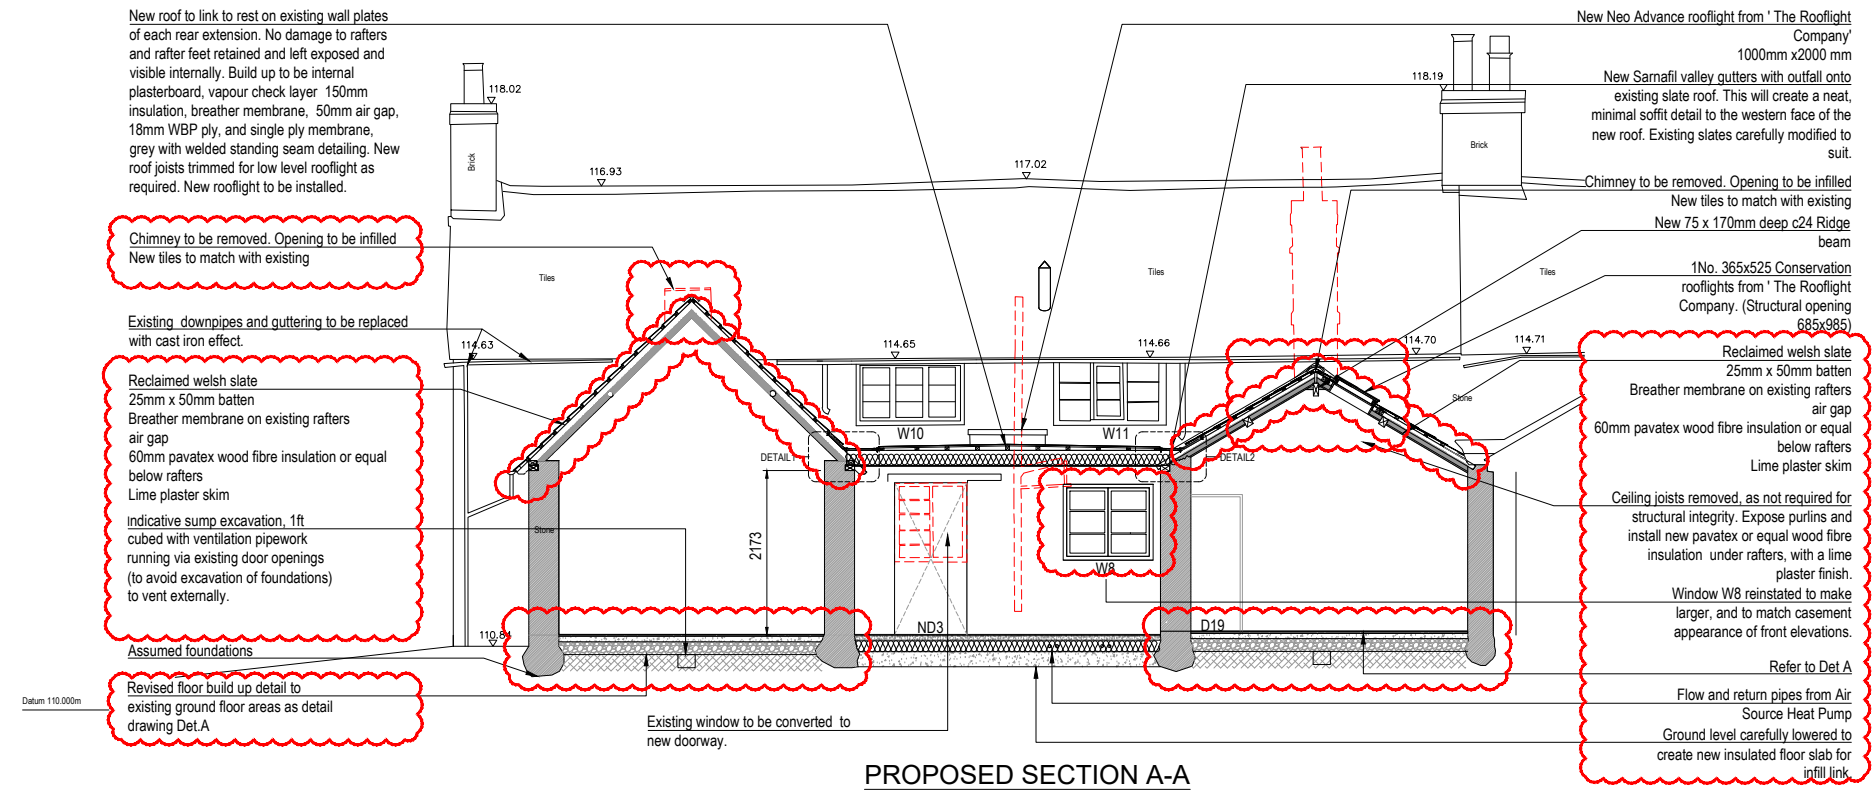 New roof to link to rest on existing wall plates
of each rear extension. No damage to rafters
and rafter feet retained and left exposed and
visible internally. Build up to be internal
plasterboard, vapour check layer 150mm
insulation, breather membrane, 50mm air gap,
18mm WBP ply, and single ply membrane,
grey with welded standing seam detailing. New
roof joists trimmed for low level rooflight as
required. New rooflight to be installed.
Chimney to be removed. Opening to be infilled
New tiles to match with existing
Existing downpipes and guttering to be replaced
with cast iron effect.
Reclaimed welsh slate
25mm x 50mm batten
Breather membrane on existing rafters
air gap
60mm pavatex wood fibre insulation or equal
below rafters
Lime plaster skim
Indicative sump excavation, 1ft
cubed with ventilation pipework
running via existing door openings
(to avoid excavation of foundations)
to vent externally.
Assumed foundations
Revised floor build up detail to
existing ground floor areas as detail
drawing Det.A
Datum 110.000m
118.02
Brick
116.93
117.02
118.19
Brick
Tiles
Tiles
Tiles
114.63
114.65
114.66
114.70
114.71
W10
W11
Stone
DETAIL1
DETAIL2
Stone
2173
W8
110.84
ND3
D19
Existing window to be converted to
new doorway.
New Neo Advance rooflight from ' The Rooflight
Company'
1000mm x2000 mm
New Sarnafil valley gutters with outfall onto
existing slate roof. This will create a neat,
minimal soffit detail to the western face of the
new roof. Existing slates carefully modified to
suit.
Chimney to be removed. Opening to be infilled
New tiles to match with existing
New 75 x 170mm deep c24 Ridge
beam
1No. 365x525 Conservation
rooflights from ' The Rooflight
Company. (Structural opening
685x985)
Reclaimed welsh slate
25mm x 50mm batten
Breather membrane on existing rafters
air gap
60mm pavatex wood fibre insulation or equal
below rafters
Lime plaster skim
Ceiling joists removed, as not required for
structural integrity. Expose purlins and
install new pavatex or equal wood fibre
insulation under rafters, with a lime
plaster finish.
Window W8 reinstated to make
larger, and to match casement
appearance of front elevations.
Refer to Det A
Flow and return pipes from Air
Source Heat Pump
Ground level carefully lowered to
create new insulated floor slab for
infill link.
PROPOSED SECTION A-A